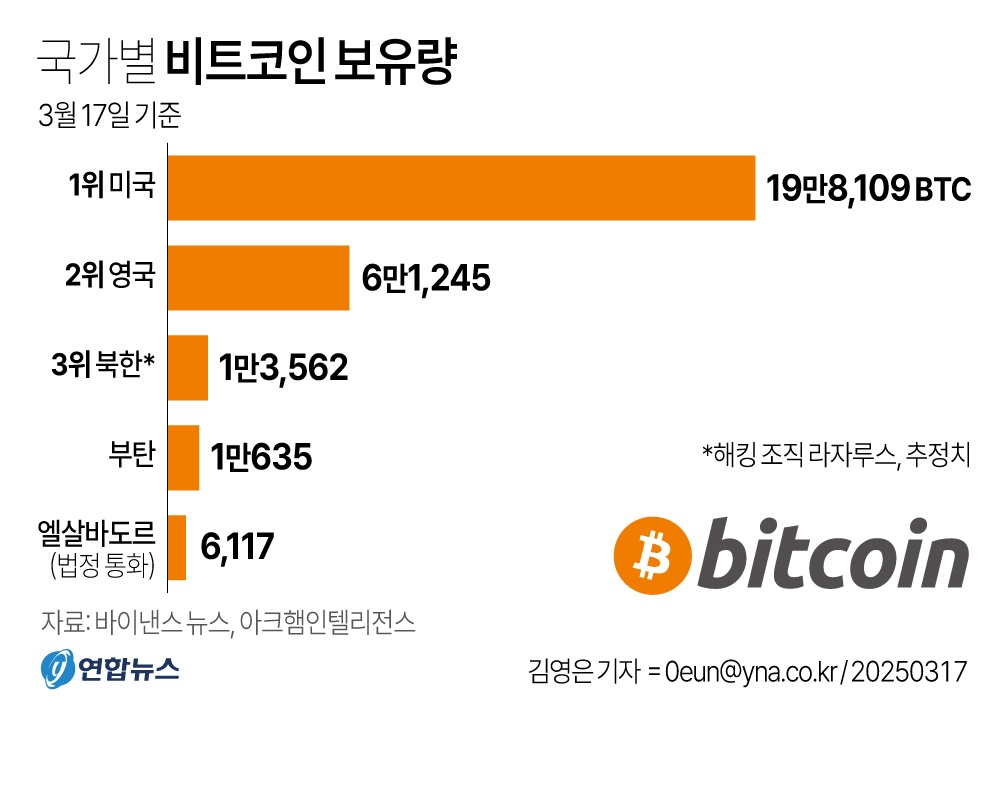 국가별 비트코인 보유량
3월 17일 기준
1위 미국
19만8,109 BTC
2위 영국
6만1,245
3위 북한*
1만3,562
부탄
1만635
*해킹 조직 라자루스, 추정치
엘살바도르
(법정 통화)
6,117
bitcoin
자료: 바이낸스 뉴스, 아크햄인텔리전스
연합뉴스
김영은 기자 = 0eun@yna.co.kr / 20250317